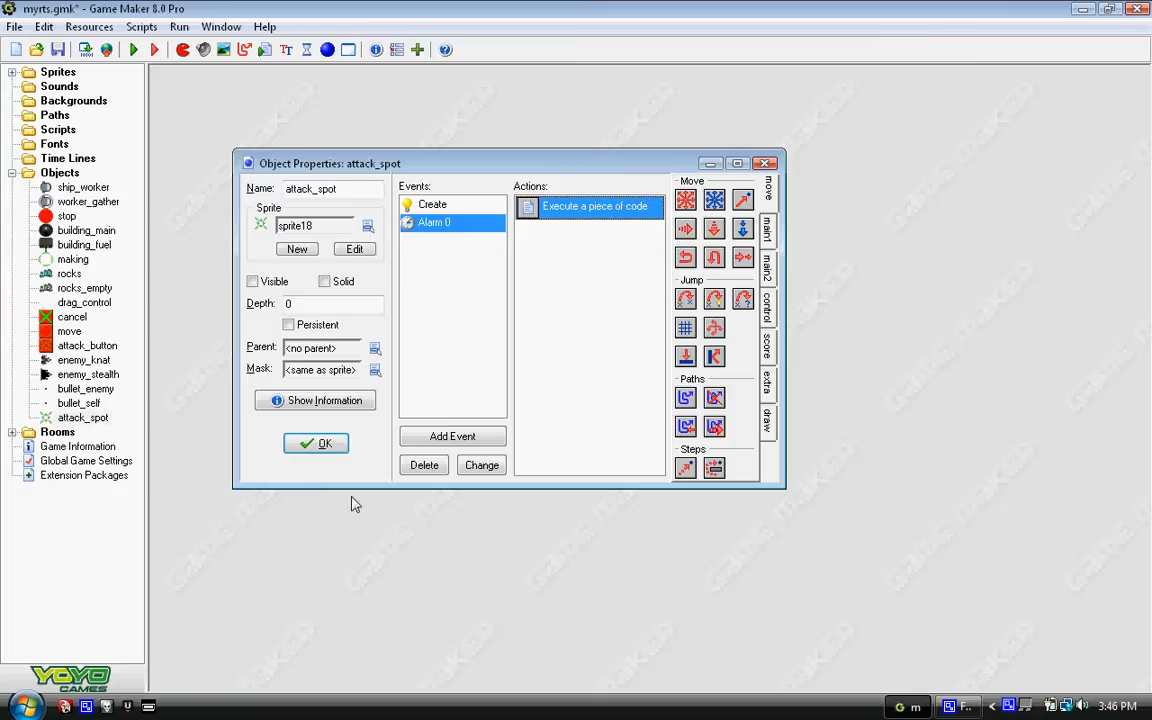 myrts.gmk* - Game Maker 8.0 Pro
File Edit Resources Scripts Run Window Help
Sprites
Sounds
Backgrounds
Paths
Scripts
Fonts
Time Lines
Objects
ship_worker
worker_gather
stop
building_main
building_fuel
making
rocks
rocks_empty
drag_control
cancel
move
attack_button
enemy_knat
enemy_stealth
bullet_enemy
bullet_self
attack_spot
Rooms
Game Information
Global Game Settings
Extension Packages
YOYO
GAMES
Object Properties: attack_spot
Name: attack_spot
Sprite
sprite18
New Edit
Visible Solid
Depth: 0
Persistent
Parent: <no parent>
Mask: <same as sprite>
Show Information
OK
Events:
Create
Alarm 0
Add Event
Delete Change
Actions:
Execute a piece of code
Move
Jump
Paths
Steps
move
main1
main2
control
score
extra
draw
m
F..
3:46 PM